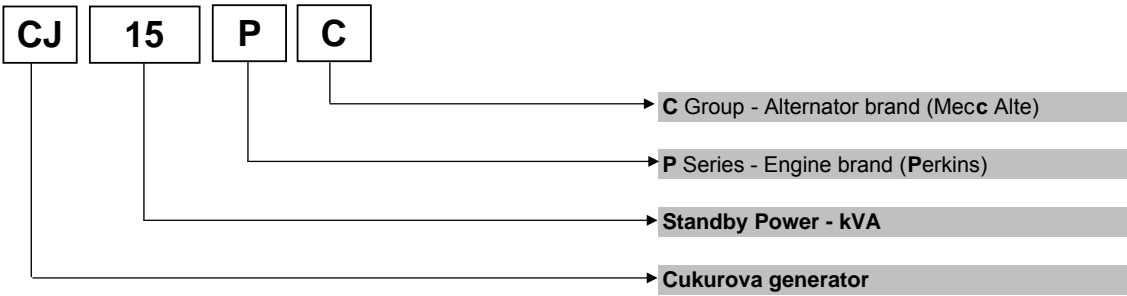 CJ 15 P C
C Group - Alternator brand (Mecc Alte)
P Series - Engine brand (Perkins)
Standby Power - kVA
Cukurova generator